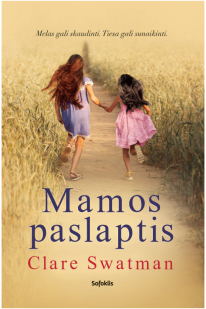 Melas gali skaudinti. Tiesa gali sunaikinti.
Mamos
paslaptis
Clare Swatman
Sofoklis